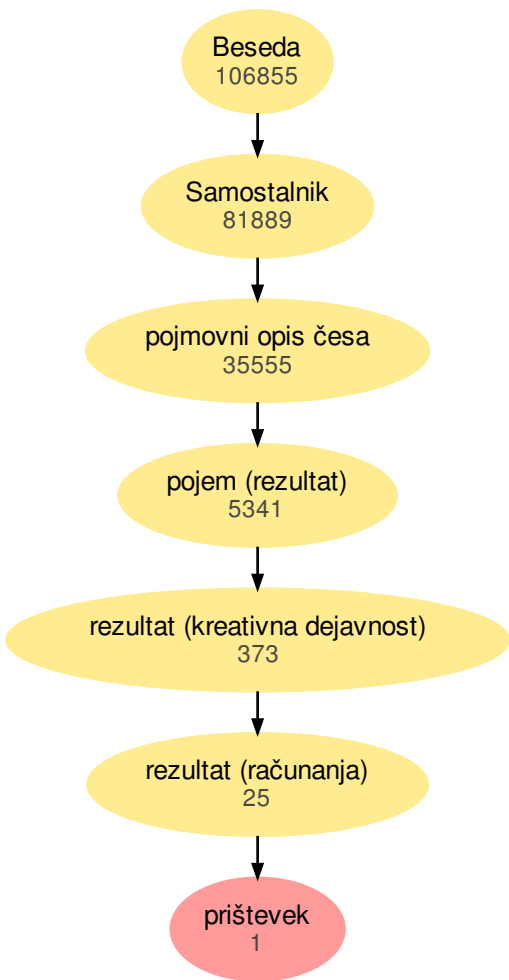 Beseda
106855
Samostalnik
81889
pojmovni opis česa
35555
pojem (rezultat)
5341
rezultat (kreativna dejavnost)
373
rezultat (računanja)
25
prištevek
1